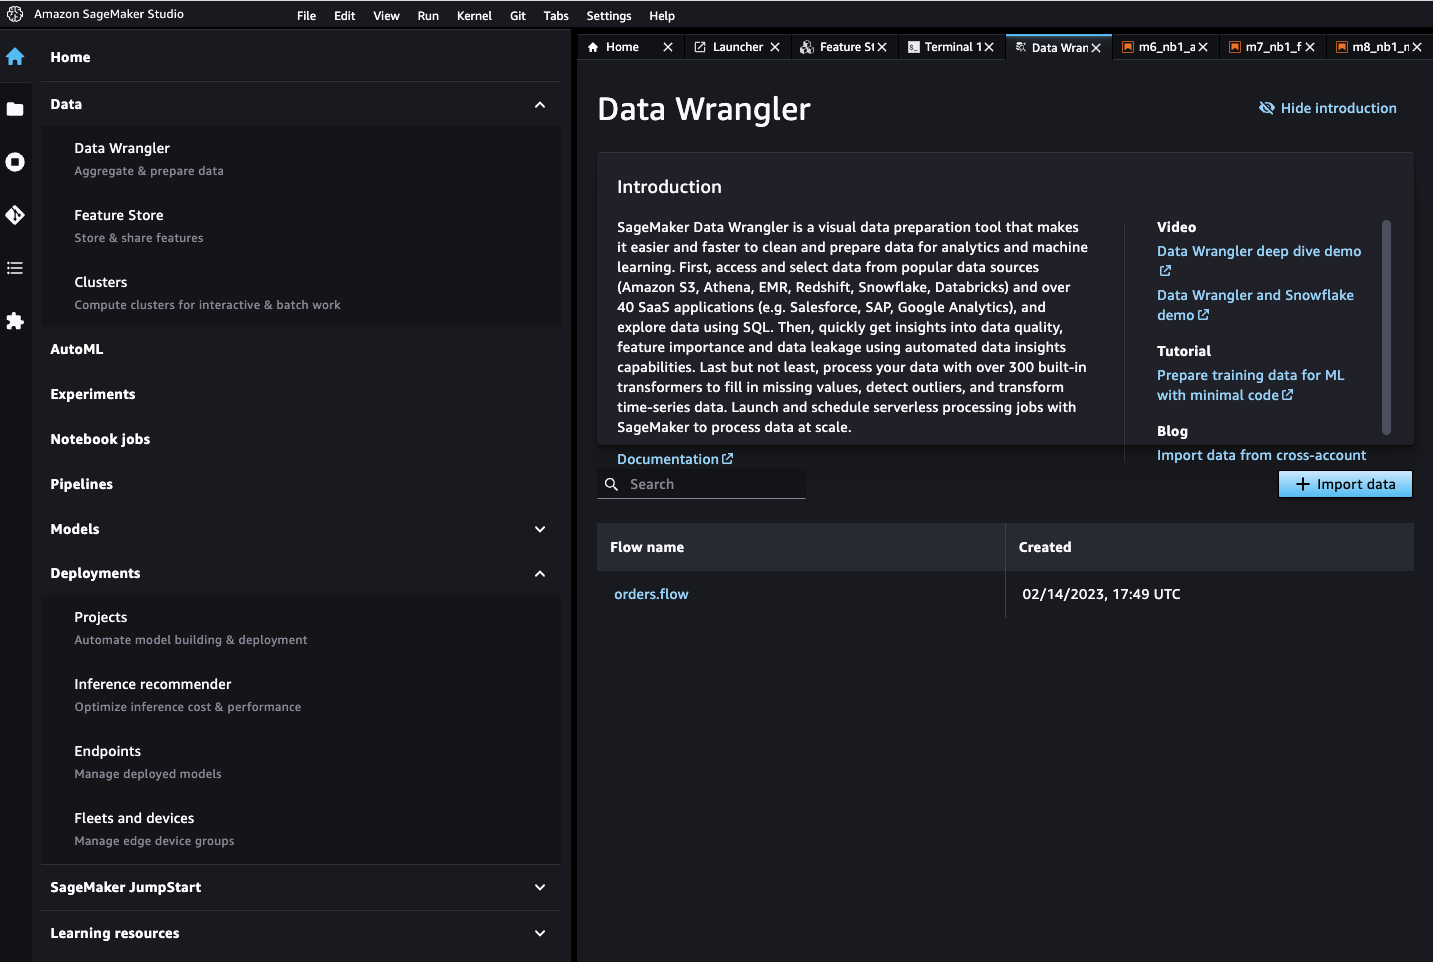 Amazon SageMaker Studio
File Edit View Run Kernel Git Tabs Settings Help
Home
Data
Data Wrangler
Aggregate & prepare data
Feature Store
Store & share features
Clusters
Compute clusters for interactive & batch work
AutoML
Experiments
Notebook jobs
Pipelines
Models
Deployments
Projects
Automate model building & deployment
Inference recommender
Optimize inference cost & performance
Endpoints
Manage deployed models
Fleets and devices
Manage edge device groups
SageMaker JumpStart
Learning resources
Home Launcher Feature St Terminal 1 Data Wran m6_nb1_a m7_nb1_f m8_nb1_n
Data Wrangler
Hide introduction
Introduction
SageMaker Data Wrangler is a visual data preparation tool that makes
it easier and faster to clean and prepare data for analytics and machine
learning. First, access and select data from popular data sources
(Amazon S3, Athena, EMR, Redshift, Snowflake, Databricks) and over
40 SaaS applications (e.g. Salesforce, SAP, Google Analytics), and
explore data using SQL. Then, quickly get insights into data quality,
feature importance and data leakage using automated data insights
capabilities. Last but not least, process your data with over 300 built-in
transformers to fill in missing values, detect outliers, and transform
time-series data. Launch and schedule serverless processing jobs with
SageMaker to process data at scale.
Documentation
Video
Data Wrangler deep dive demo
Data Wrangler and Snowflake
demo
Tutorial
Prepare training data for ML
with minimal code
Blog
Import data from cross-account
Search
Import data
Flow name Created
orders.flow 02/14/2023, 17:49 UTC